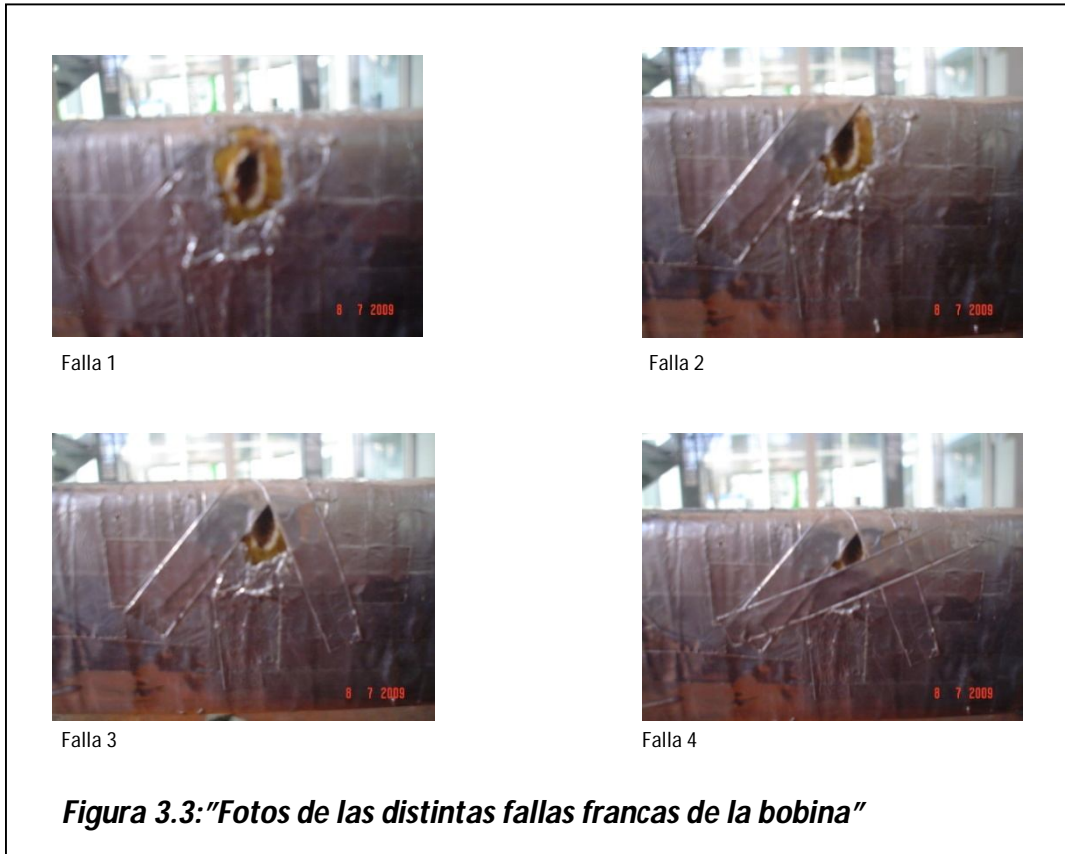 8 7 2009
8 7 2009
Falla 1
Falla 2
8 7 2009
8 7 2009
Falla 3
Falla 4
Figura 3.3:"Fotos de las distintas fallas francas de la bobina"